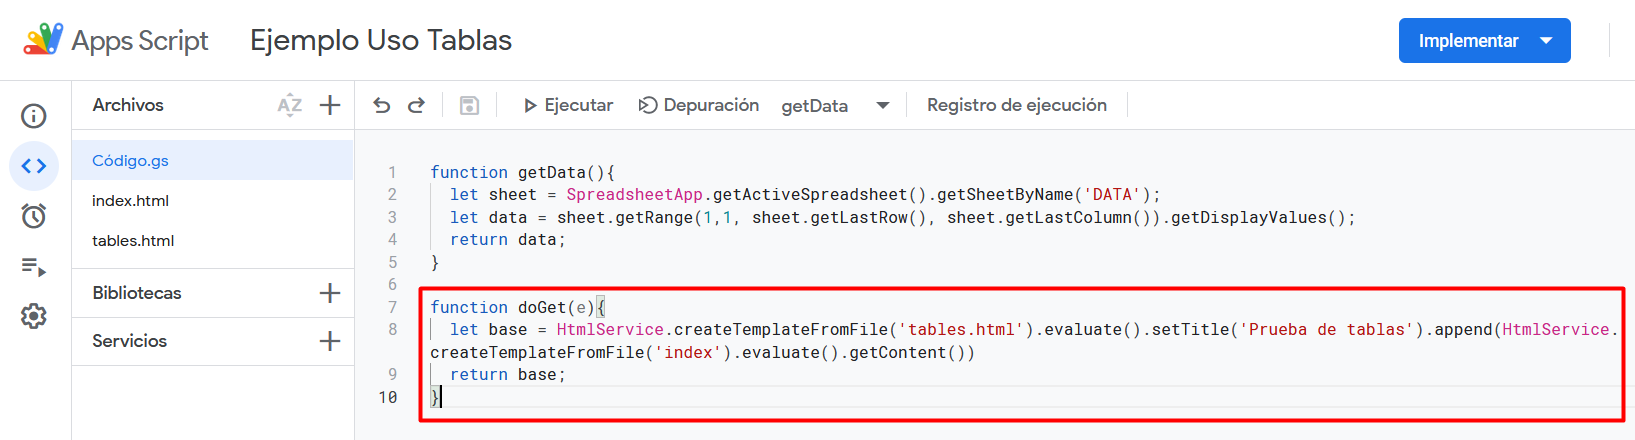 Apps Script Ejemplo Uso Tablas Implementar
Archivos AZ
Ejecutar Depuración getData Registro de ejecución
Código.gs
index.html
tables.html
Bibliotecas
Servicios
1 function getData(){
2 let sheet = SpreadsheetApp.getActiveSpreadsheet().getSheetByName('DATA');
3 let data = sheet.getRange(1,1, sheet.getLastRow(), sheet.getLastColumn()).getDisplayValues();
4 return data;
5 }
6
7 function doGet(e){
8 let base = HtmlService.createTemplateFromFile('tables.html').evaluate().setTitle('Prueba de tablas').append(HtmlService.
createTemplateFromFile('index').evaluate().getContent())
9 return base;
10 }